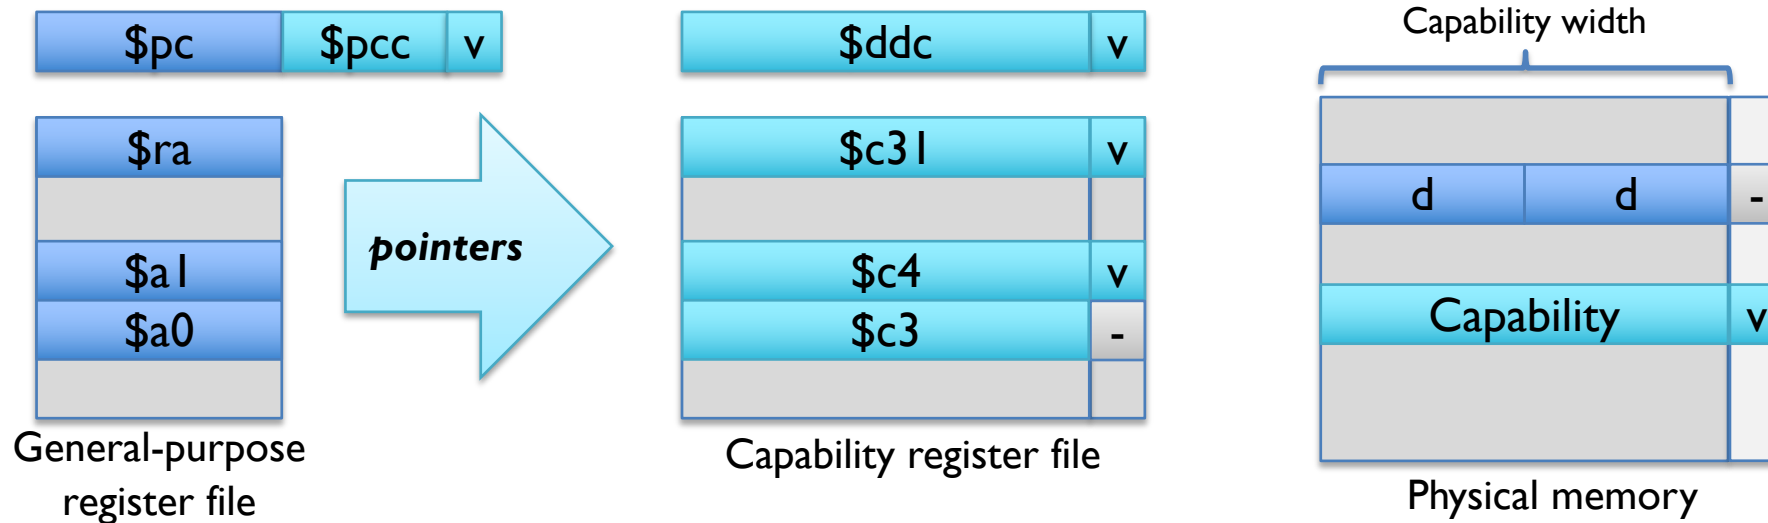 $pc $pcc v
$ra
$a1
$a0
General-purpose
register file
pointers
$ddc v
$c31 v
$c4 v
$c3 -
Capability register file
Capability width
d d -
Capability v
Physical memory